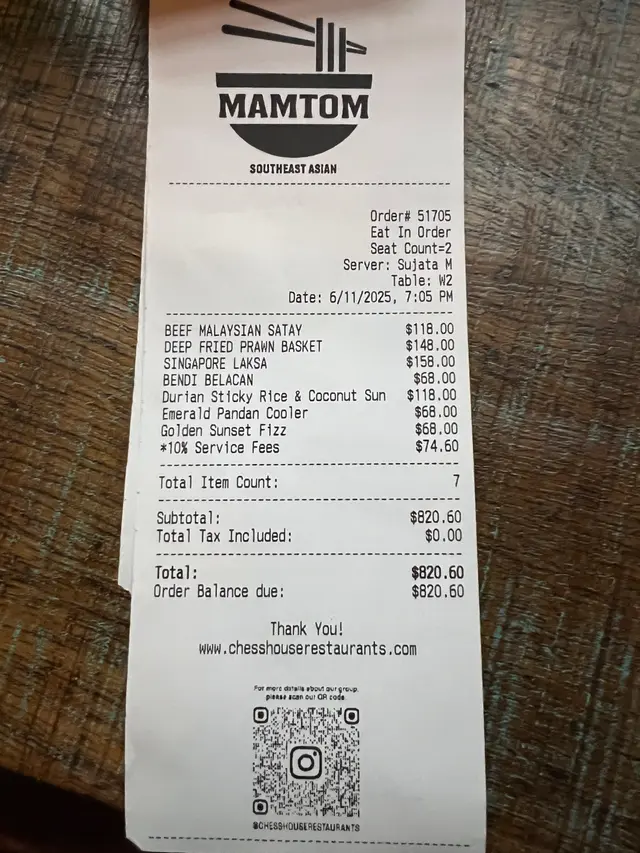 MAMTOM
SOUTHEAST ASIAN
Order# 51705
Eat In Order
Seat Count=2
Server: Sujata M
Table: W2
Date: 6/11/2025, 7:05 PM
BEEF MALAYSIAN SATAY $118.00
DEEP FRIED PRAWN BASKET $148.00
SINGAPORE LAKSA $158.00
BENDI BELACAN $68.00
Durian Sticky Rice & Coconut Sun $118.00
Emerald Pandan Cooler $68.00
Golden Sunset Fizz $68.00
*10% Service Fees $74.60
Total Item Count: 7
Subtotal: $820.60
Total Tax Included: $0.00
Total: $820.60
Order Balance due: $820.60
Thank You!
www.chesshouserestaurants.com
For more details about our group,
please scan our QR code.
@CHESSHOUSERESTAURANTS